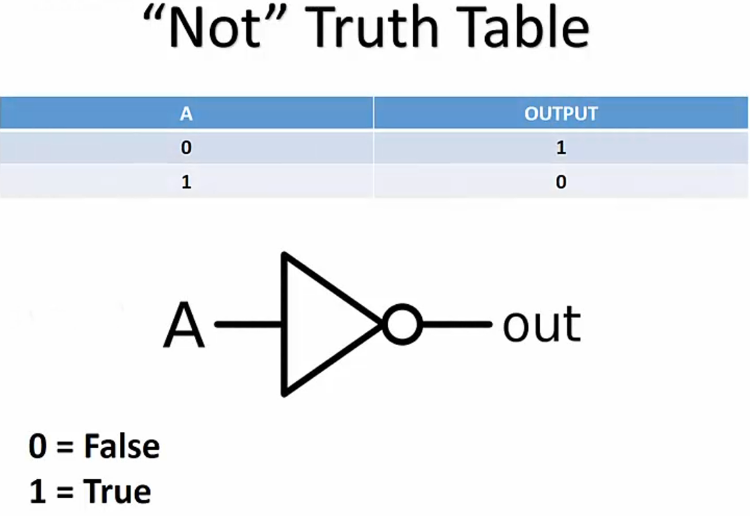 “Not” Truth Table
A OUTPUT
0 1
1 0
A out
0 = False
1 = True